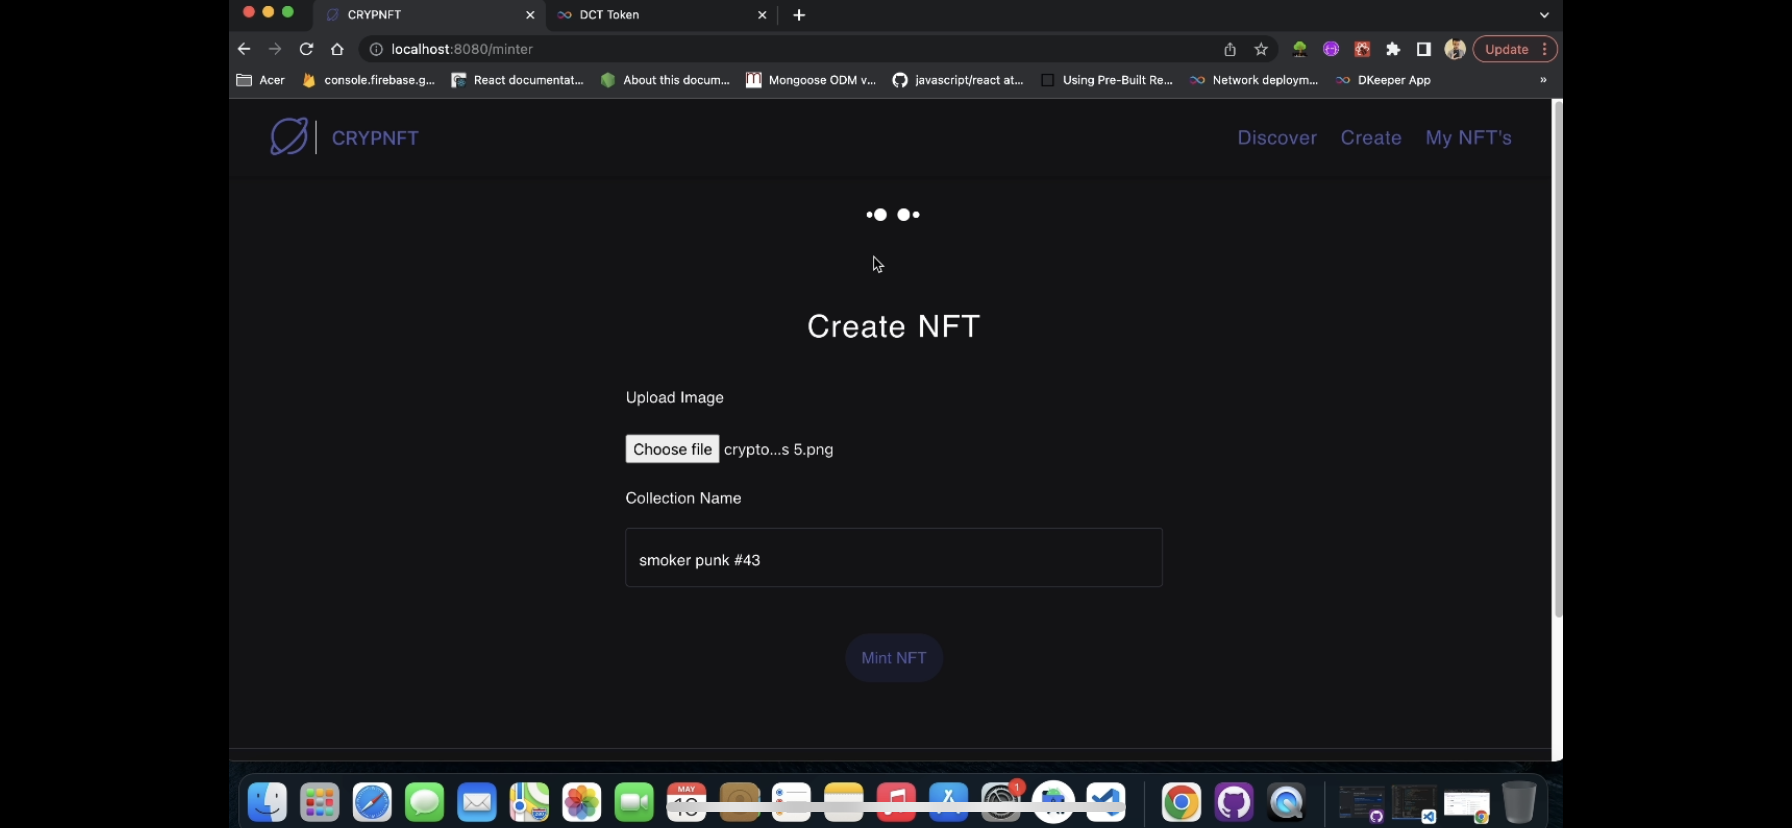 CRYPNFT
DCT Token
localhost:8080/minter
Update
Acer
console.firebase.g...
React documentat...
About this docum...
Mongoose ODM v...
javascript/react at...
Using Pre-Built Re...
Network deploym...
DKeeper App
»
CRYPNFT
Discover
Create
My NFT's
Create NFT
Upload Image
Choose file
crypto...s 5.png
Collection Name
smoker punk #43
Mint NFT
MAY
1